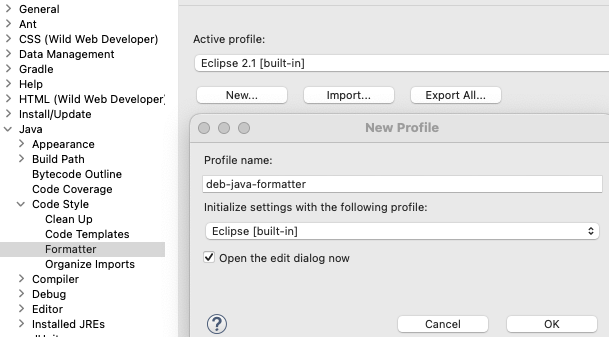 General
Ant
CSS (Wild Web Developer)
Data Management
Gradle
Help
HTML (Wild Web Developer)
Install/Update
Java
Appearance
Build Path
Bytecode Outline
Code Coverage
Code Style
Clean Up
Code Templates
Formatter
Organize Imports
Compiler
Debug
Editor
Installed JREs
Active profile:
Eclipse 2.1 [built-in]
New... Import... Export All...
New Profile
Profile name:
deb-java-formatter
Initialize settings with the following profile:
Eclipse [built-in]
Open the edit dialog now
? Cancel OK